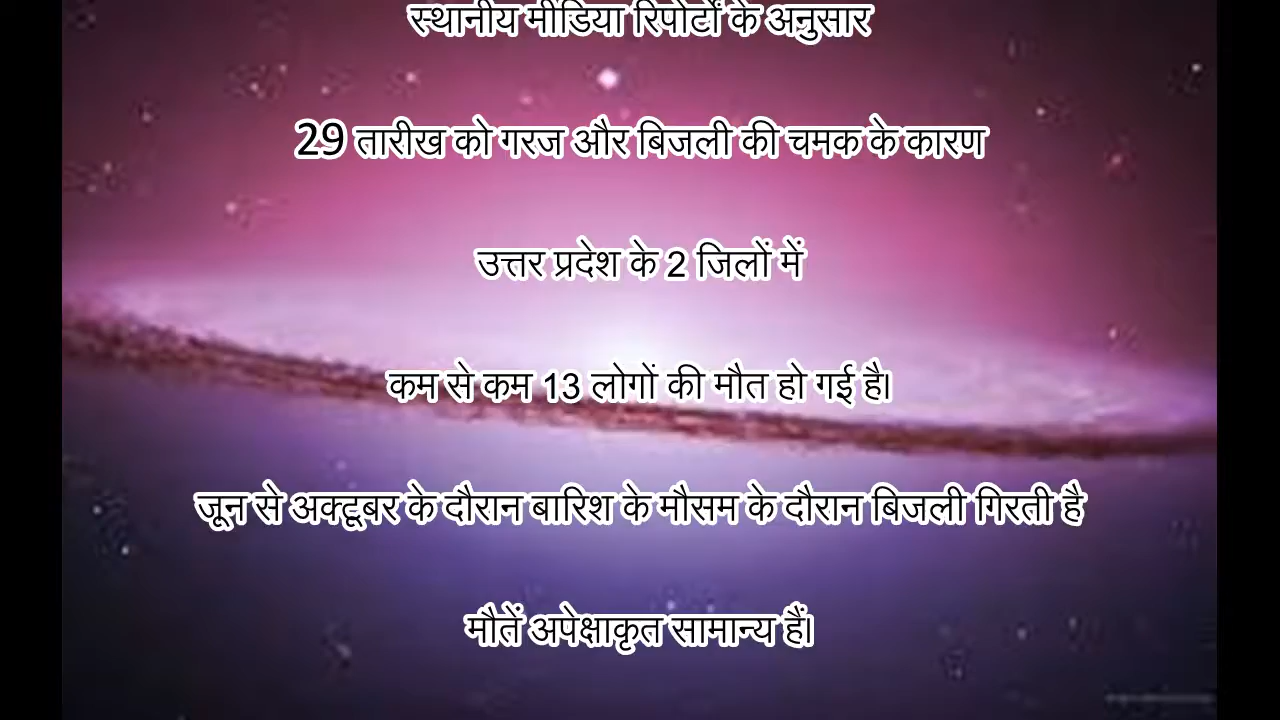 स्थानीय मीडिया रिपोर्टों के अनुसार
29 तारीख को गरज और बिजली की चमक के कारण
उत्तर प्रदेश के 2 जिलों में
कम से कम 13 लोगों की मौत हो गई है।
जून से अक्टूबर के दौरान बारिश के मौसम के दौरान बिजली गिरती है
मौतें अपेक्षाकृत सामान्य हैं।